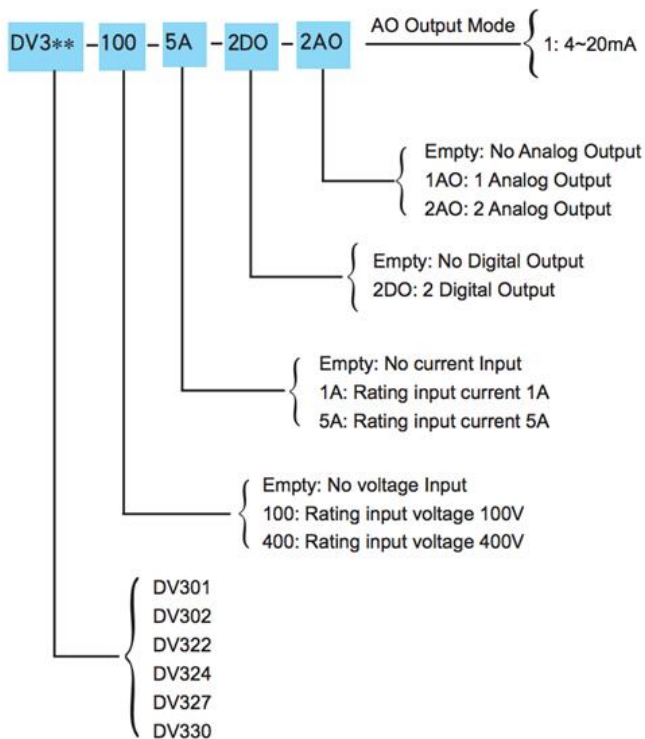 DV3** - 100 - 5A - 2DO - 2AO AO Output Mode 1: 4~20mA
Empty: No Analog Output
1AO: 1 Analog Output
2AO: 2 Analog Output
Empty: No Digital Output
2DO: 2 Digital Output
Empty: No current Input
1A: Rating input current 1A
5A: Rating input current 5A
Empty: No voltage Input
100: Rating input voltage 100V
400: Rating input voltage 400V
DV301
DV302
DV322
DV324
DV327
DV330